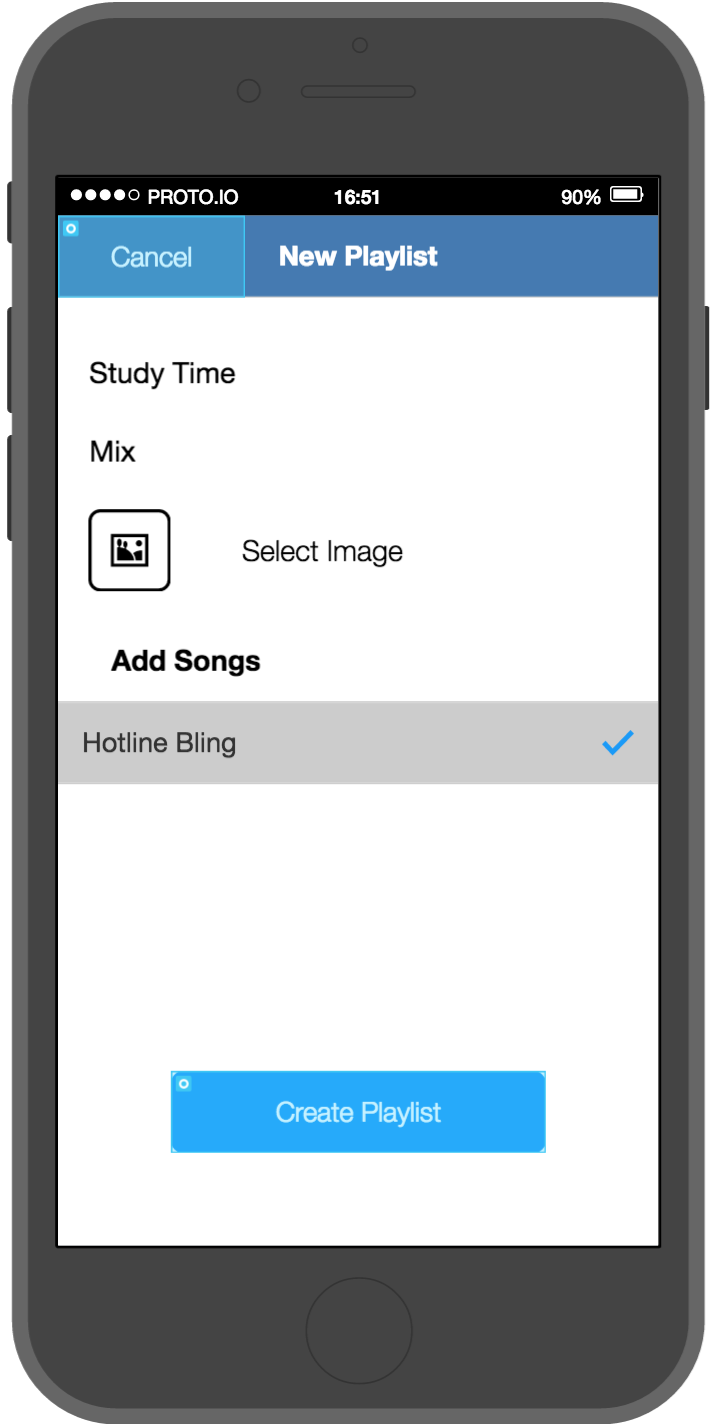 PROTO.IO 16:51 90%
Cancel New Playlist
Study Time
Mix
Select Image
Add Songs
Hotline Bling
Create Playlist